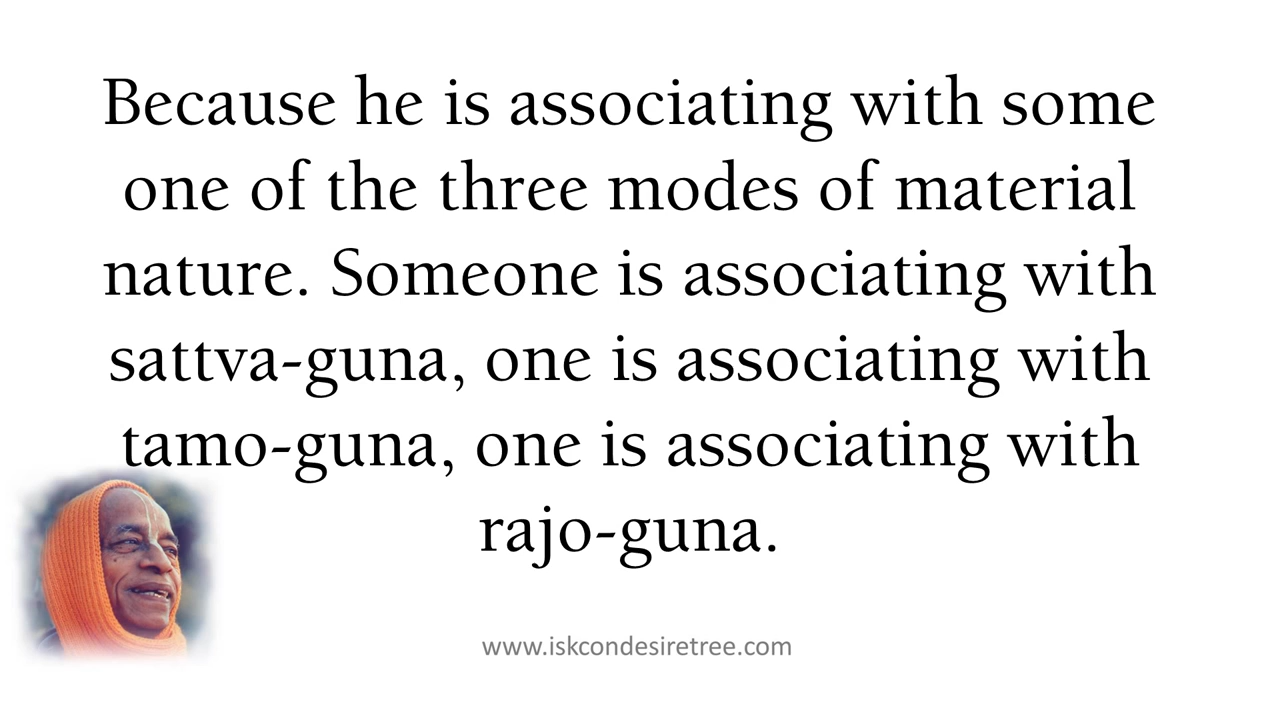 Because he is associating with some
one of the three modes of material
nature. Someone is associating with
sattva-guna, one is associating with
tamo-guna, one is associating with
rajo-guna.
www.iskcondesiretree.com